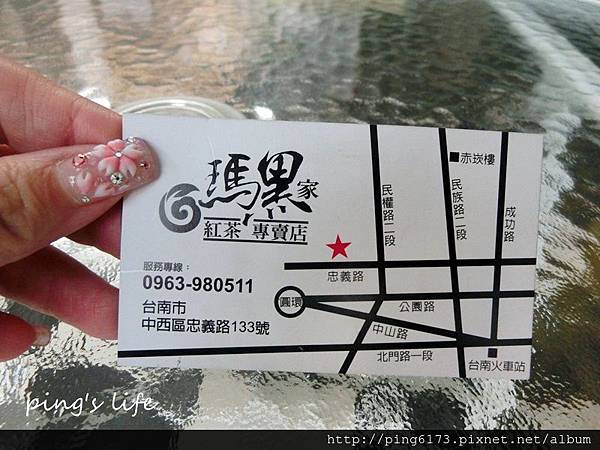 瑪黑家
紅茶專賣店
服務專線：
0963-980511
台南市
中西區忠義路133號
赤崁樓
民權路二段
民族路二段
成功路
忠義路
圓環
公園路
中山路
北門路一段
台南火車站
ping's life
http://ping6173.pixnet.net/album